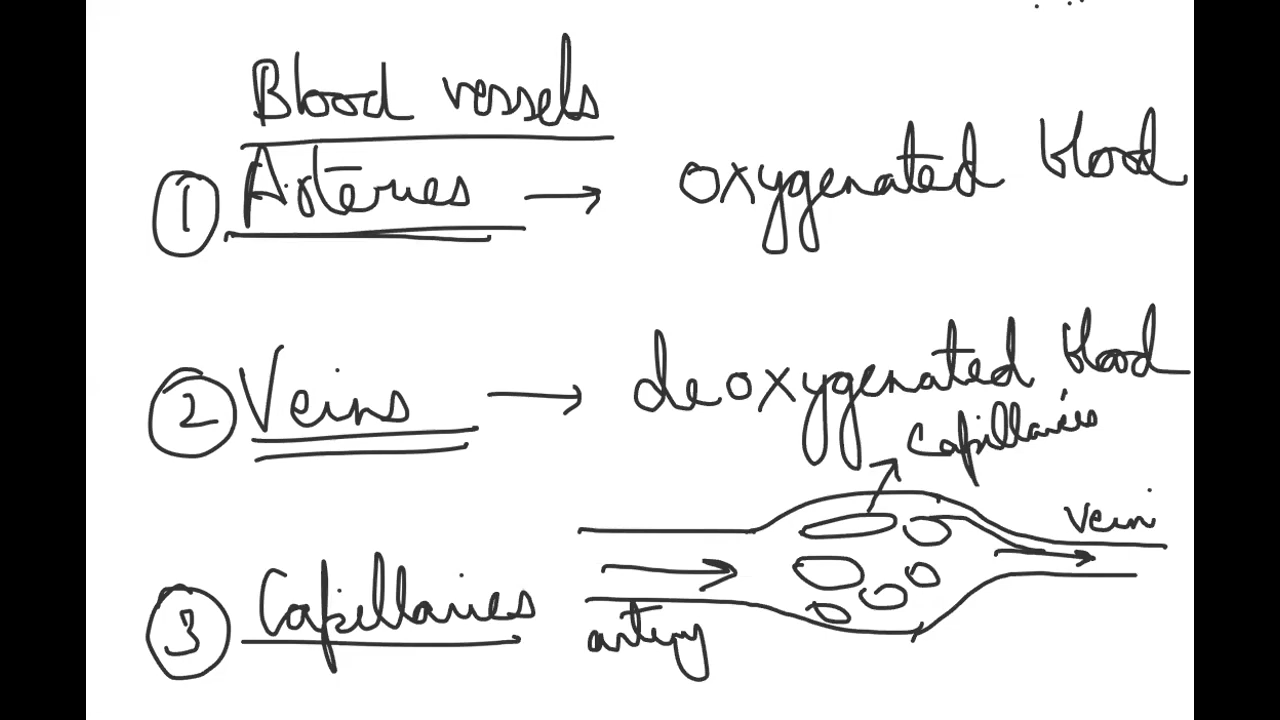 Blood vessels
1 Arteries → oxygenated blood
2 Veins → deoxygenated blood
capillaries
vein
3 Capillaries
artery